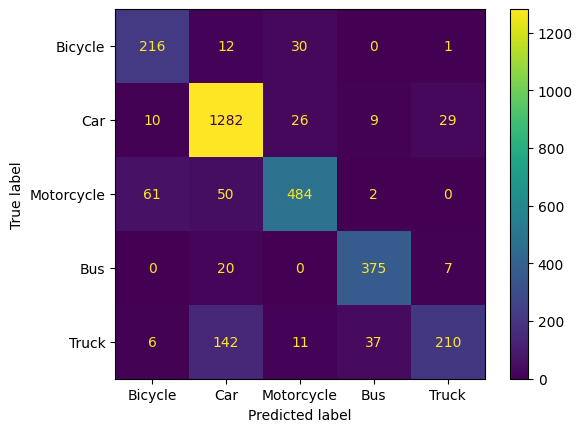 Bicycle 216 12 30 0 1
Car 10 1282 26 9 29
Motorcycle 61 50 484 2 0
Bus 0 20 0 375 7
Truck 6 142 11 37 210
Bicycle Car Motorcycle Bus Truck
Predicted label
True label
1200
1000
800
600
400
200
0